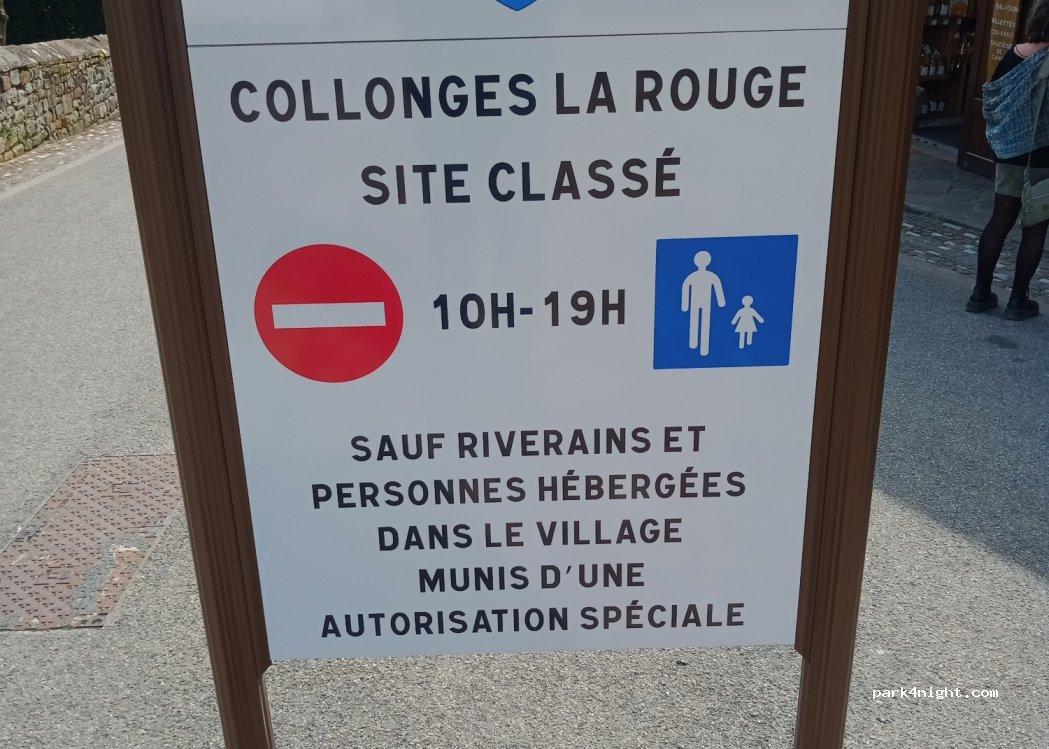 COLLONGES LA ROUGE
SITE CLASSÉ
10H-19H
SAUF RIVERAINS ET
PERSONNES HÉBERGÉES
DANS LE VILLAGE
MUNIS D'UNE
AUTORISATION SPÉCIALE
park4night.com